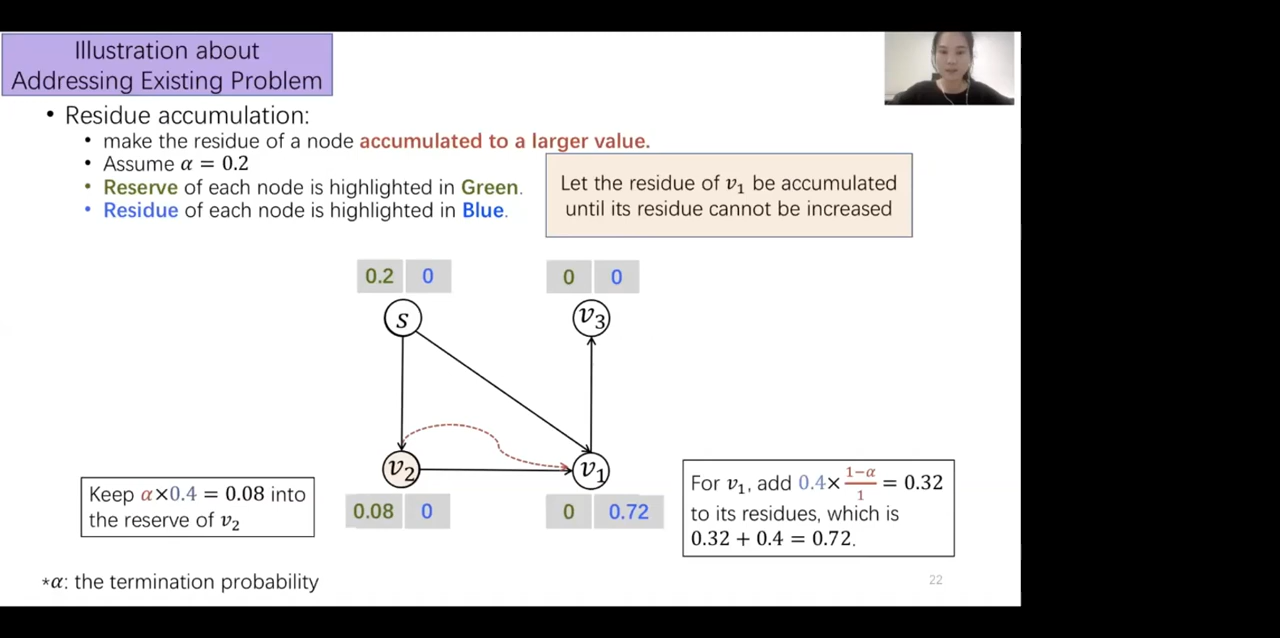 Illustration about
Addressing Existing Problem
• Residue accumulation:
• make the residue of a node accumulated to a larger value.
• Assume α = 0.2
• Reserve of each node is highlighted in Green.
• Residue of each node is highlighted in Blue.
Let the residue of v₁ be accumulated
until its residue cannot be increased
0.2 0
0 0
s
v₃
v₂
v₁
0.08 0
0 0.72
Keep α×0.4 = 0.08 into
the reserve of v₂
For v₁, add 0.4×(1−α)/1 = 0.32
to its residues, which is
0.32 + 0.4 = 0.72.
*α: the termination probability
22